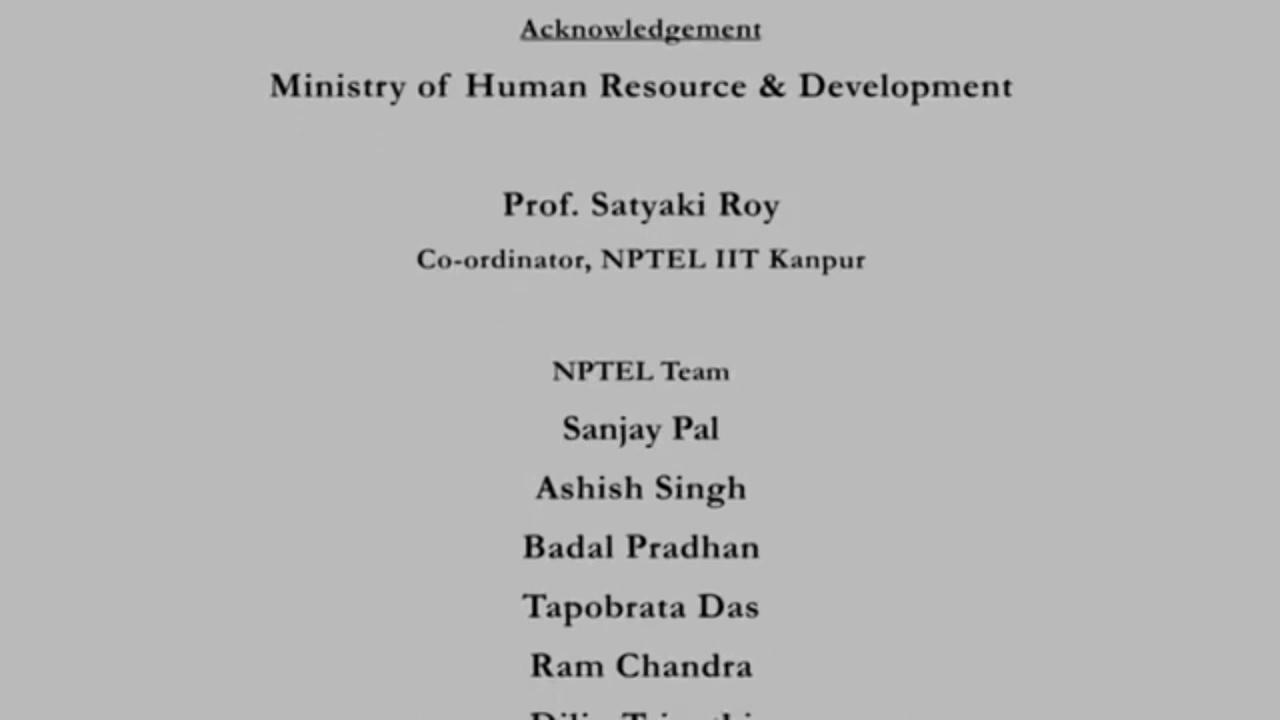 Acknowledgement
Ministry of Human Resource & Development
Prof. Satyaki Roy
Co-ordinator, NPTEL IIT Kanpur
NPTEL Team
Sanjay Pal
Ashish Singh
Badal Pradhan
Tapobrata Das
Ram Chandra